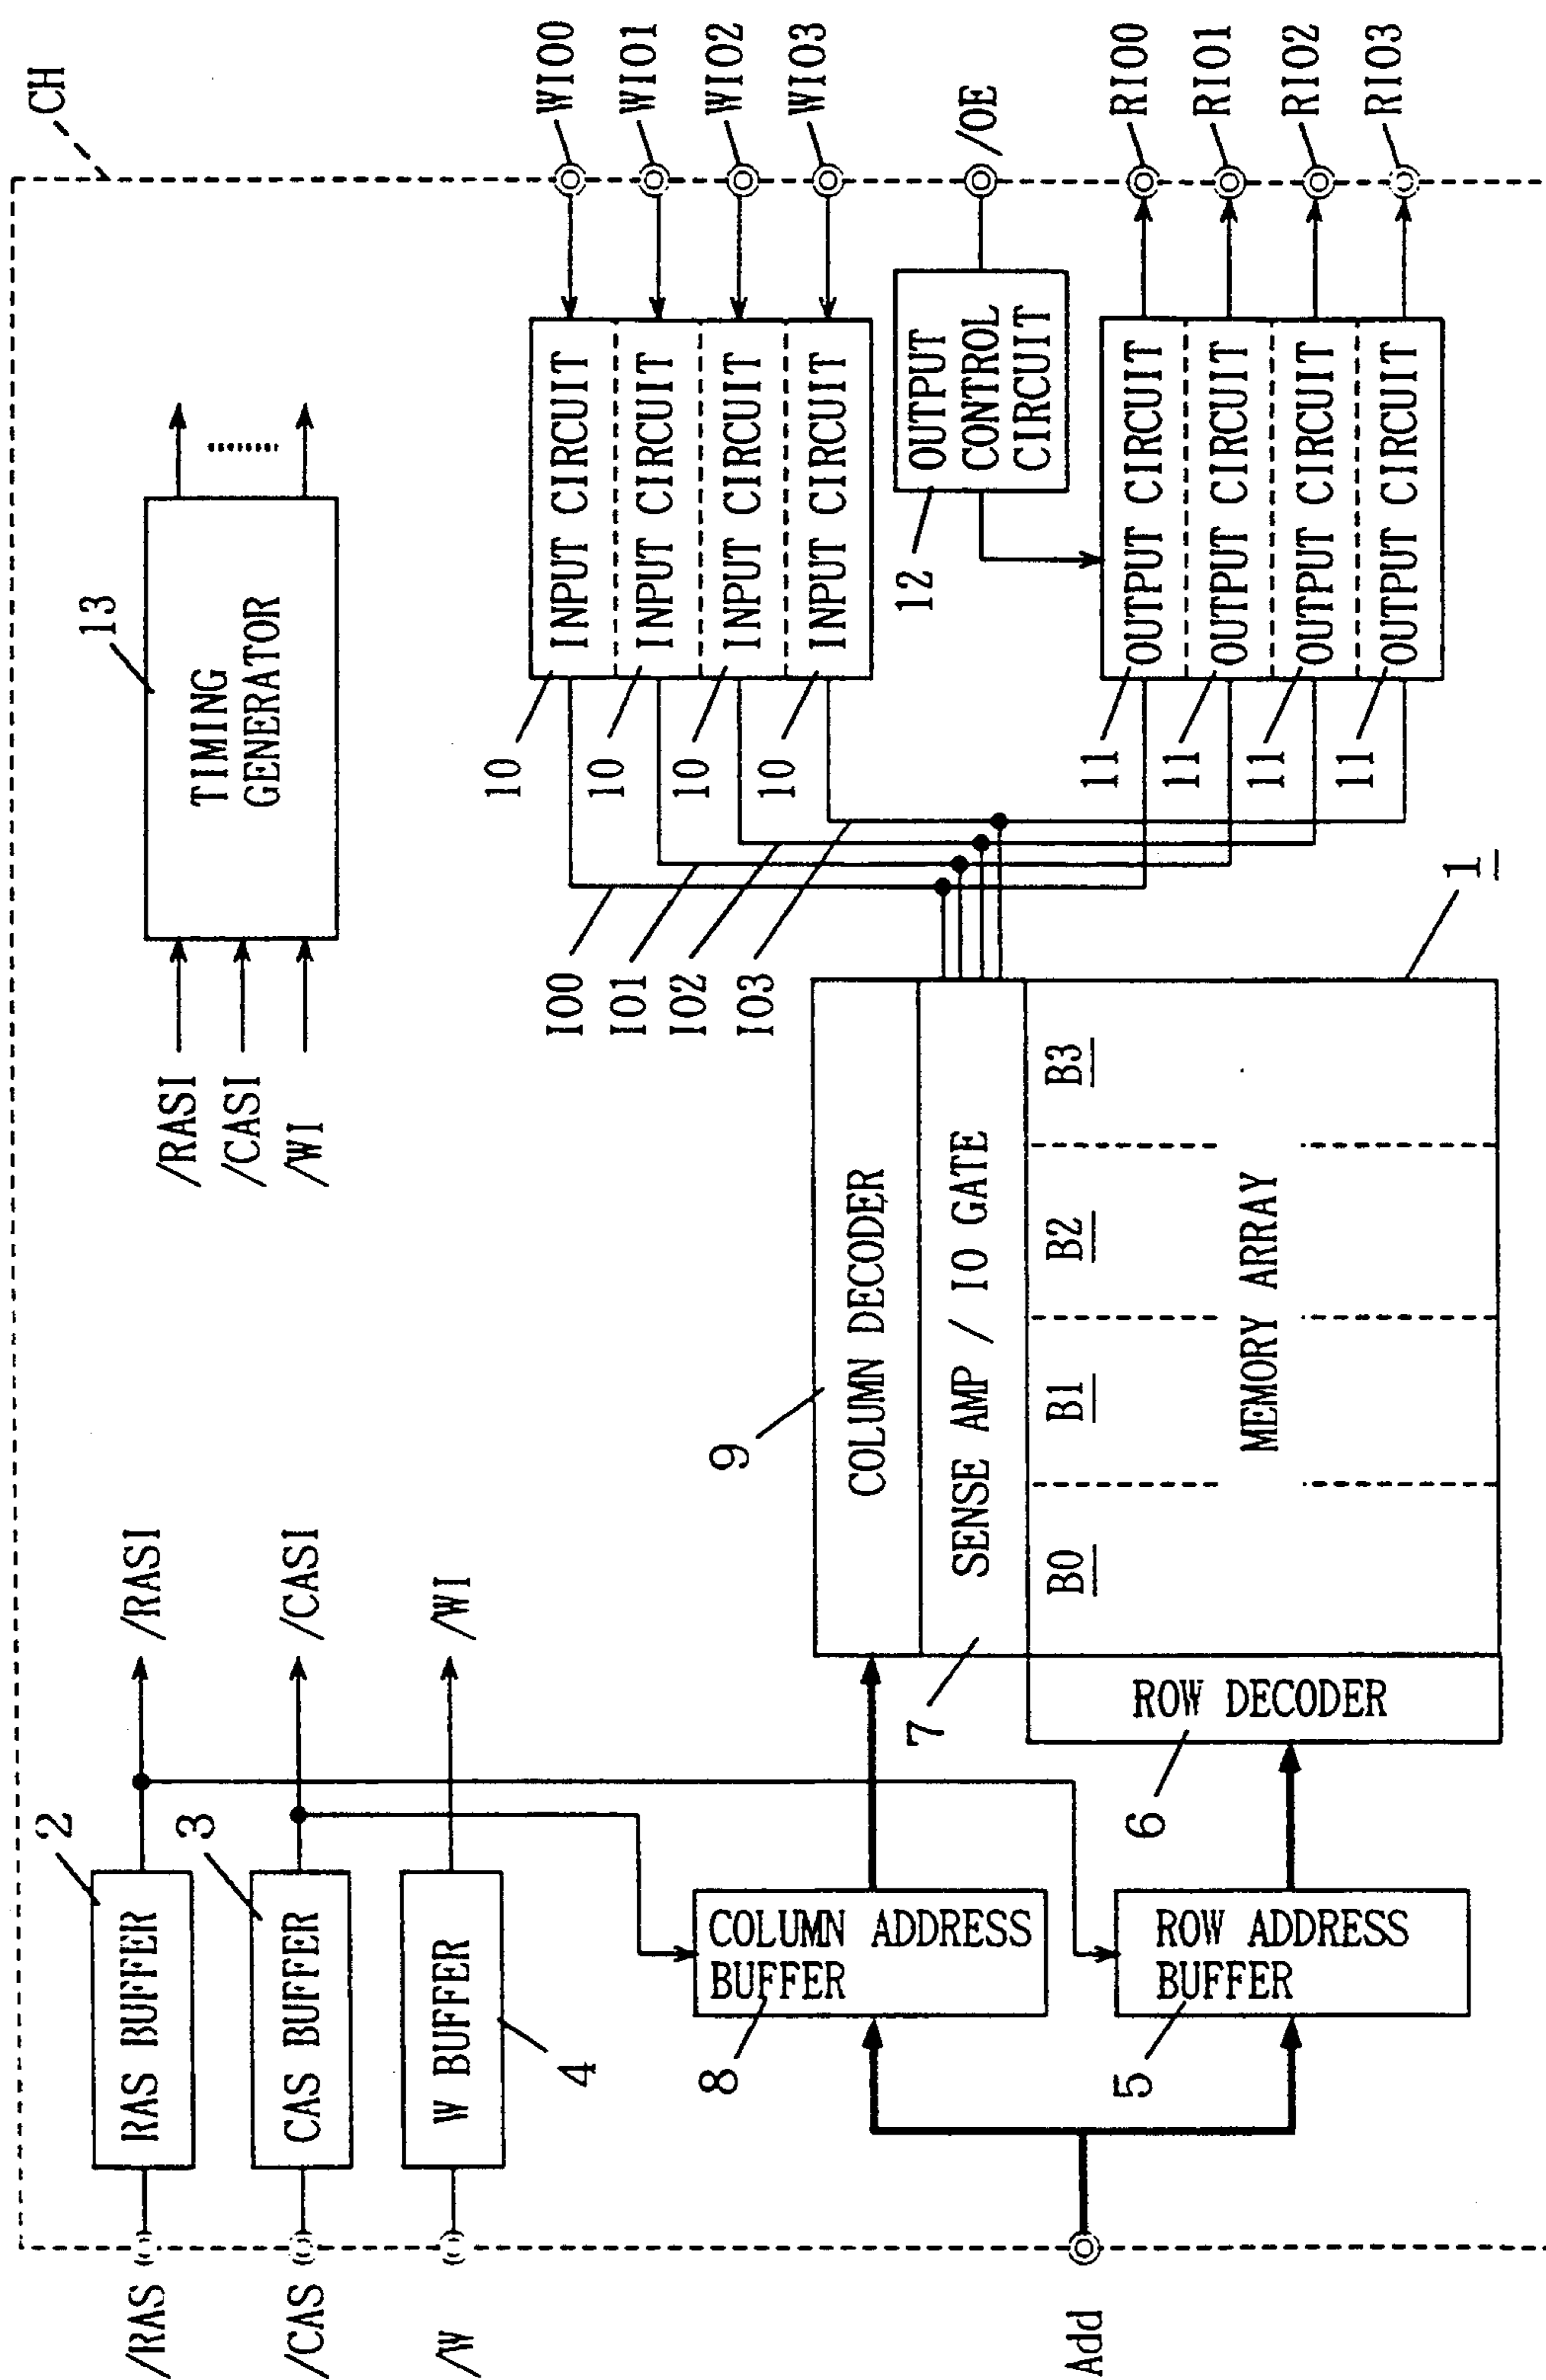 CH
/RAS
2
RAS BUFFER
/RASI
/CAS
3
CAS BUFFER
/CASI
/W
W BUFFER
4
/WI
/RASI
/CASI
/WI
13
TIMING
GENERATOR
Add
8
COLUMN ADDRESS
BUFFER
5
ROW ADDRESS
BUFFER
9
COLUMN DECODER
7
SENSE AMP / IO GATE
6
ROW DECODER
B0
B1
B2
B3
MEMORY ARRAY
1
IO0
IO1
IO2
IO3
10
INPUT CIRCUIT
WIO0
10
INPUT CIRCUIT
WIO1
10
INPUT CIRCUIT
WIO2
10
INPUT CIRCUIT
WIO3
12
OUTPUT
CONTROL
CIRCUIT
/OE
11
OUTPUT CIRCUIT
RIO0
11
OUTPUT CIRCUIT
RIO1
11
OUTPUT CIRCUIT
RIO2
11
OUTPUT CIRCUIT
RIO3